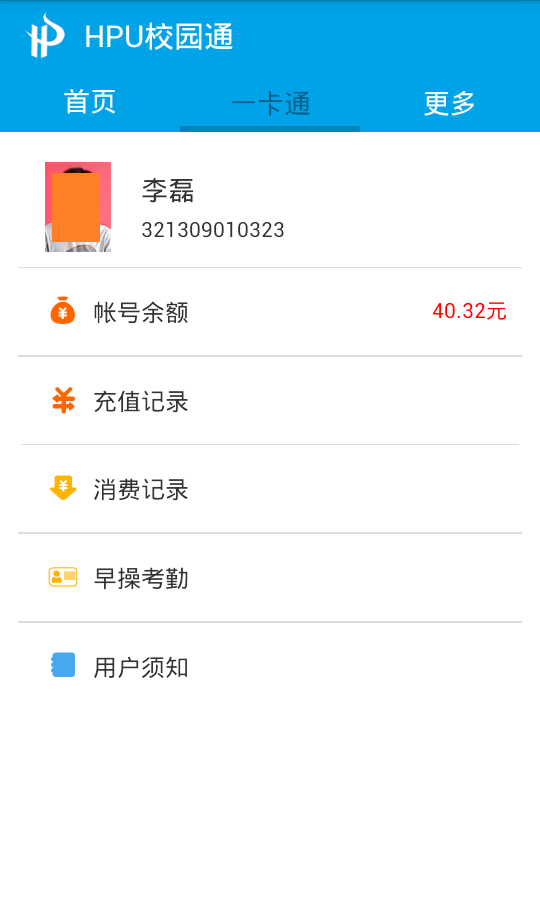 HPU校园通
首页
一卡通
更多
李磊
321309010323
帐号余额
40.32元
充值记录
消费记录
早操考勤
用户须知